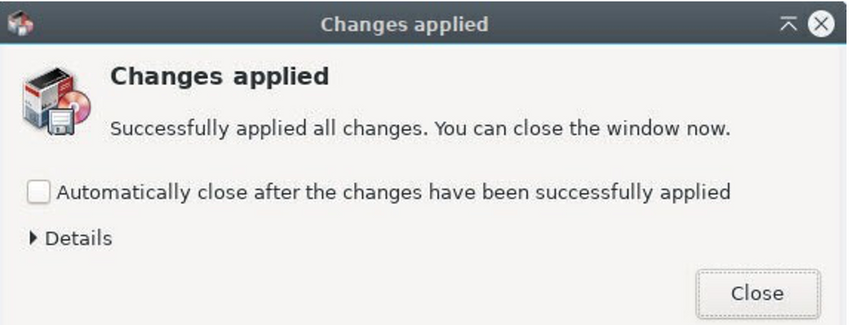 Changes applied
Changes applied
Successfully applied all changes. You can close the window now.
Automatically close after the changes have been successfully applied
Details
Close